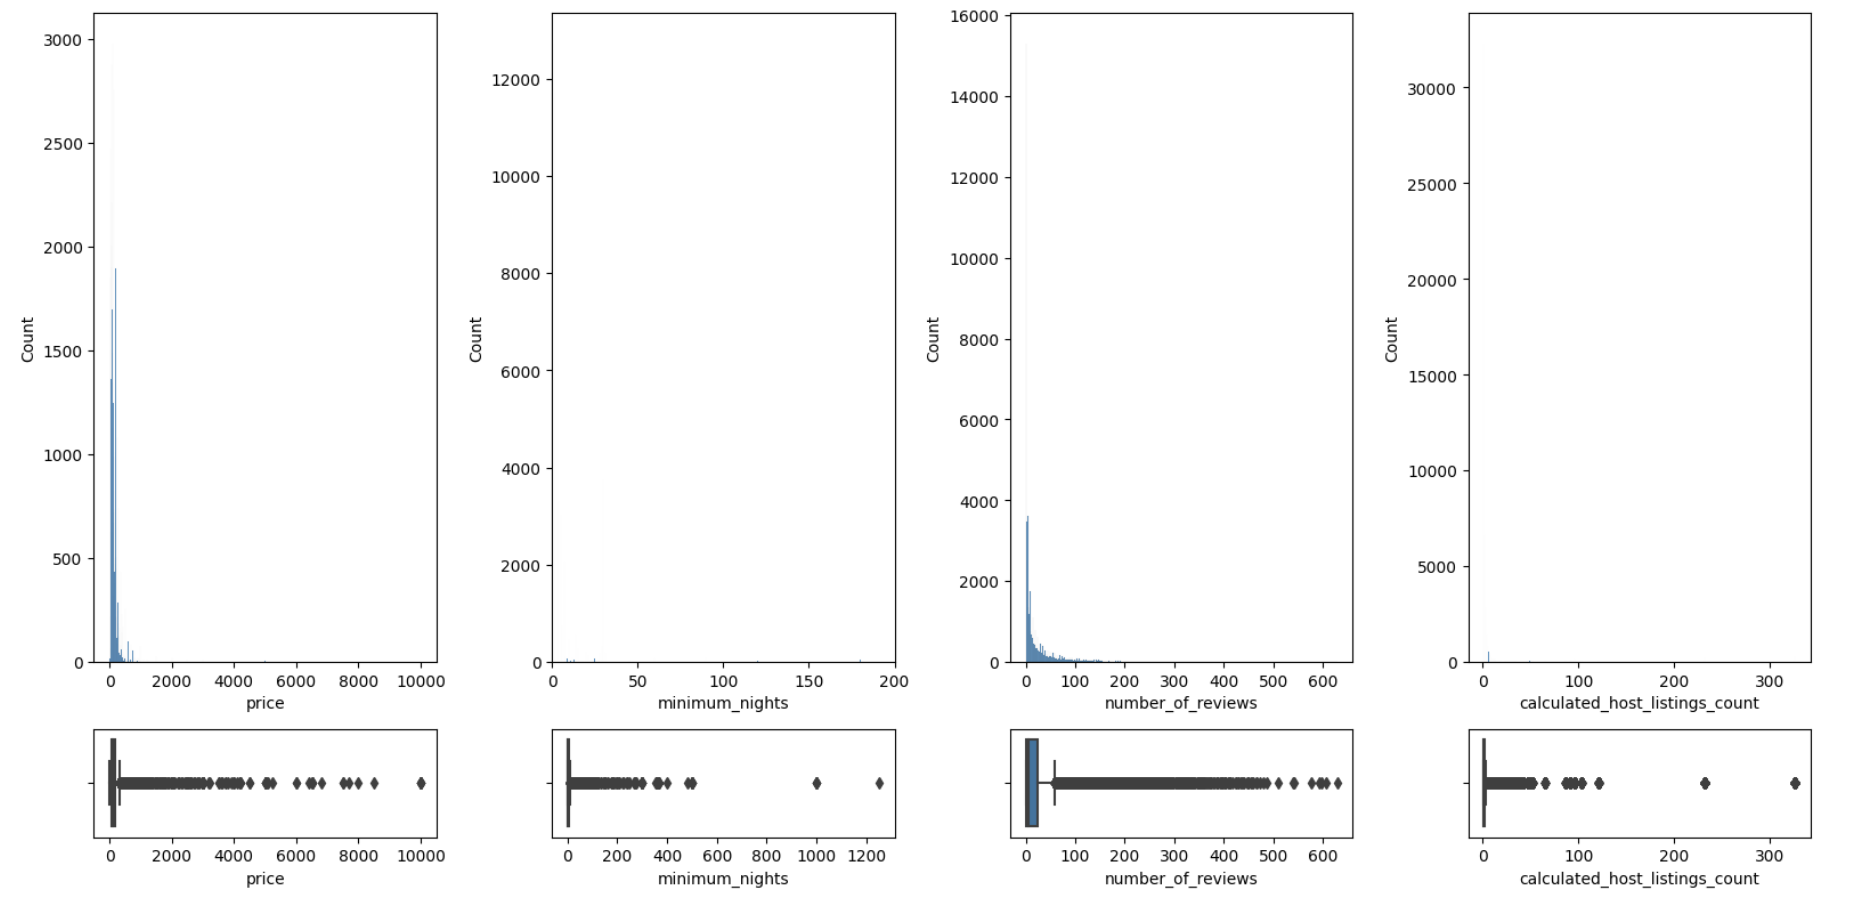 3000
2500
2000
1500
1000
500
0
Count
0 2000 4000 6000 8000 10000
price
12000
10000
8000
6000
4000
2000
0
Count
0 50 100 150 200
minimum_nights
16000
14000
12000
10000
8000
6000
4000
2000
0
Count
0 100 200 300 400 500 600
number_of_reviews
30000
25000
20000
15000
10000
5000
0
Count
0 100 200 300
calculated_host_listings_count
0 2000 4000 6000 8000 10000
price
0 200 400 600 800 1000 1200
minimum_nights
0 100 200 300 400 500 600
number_of_reviews
0 100 200 300
calculated_host_listings_count